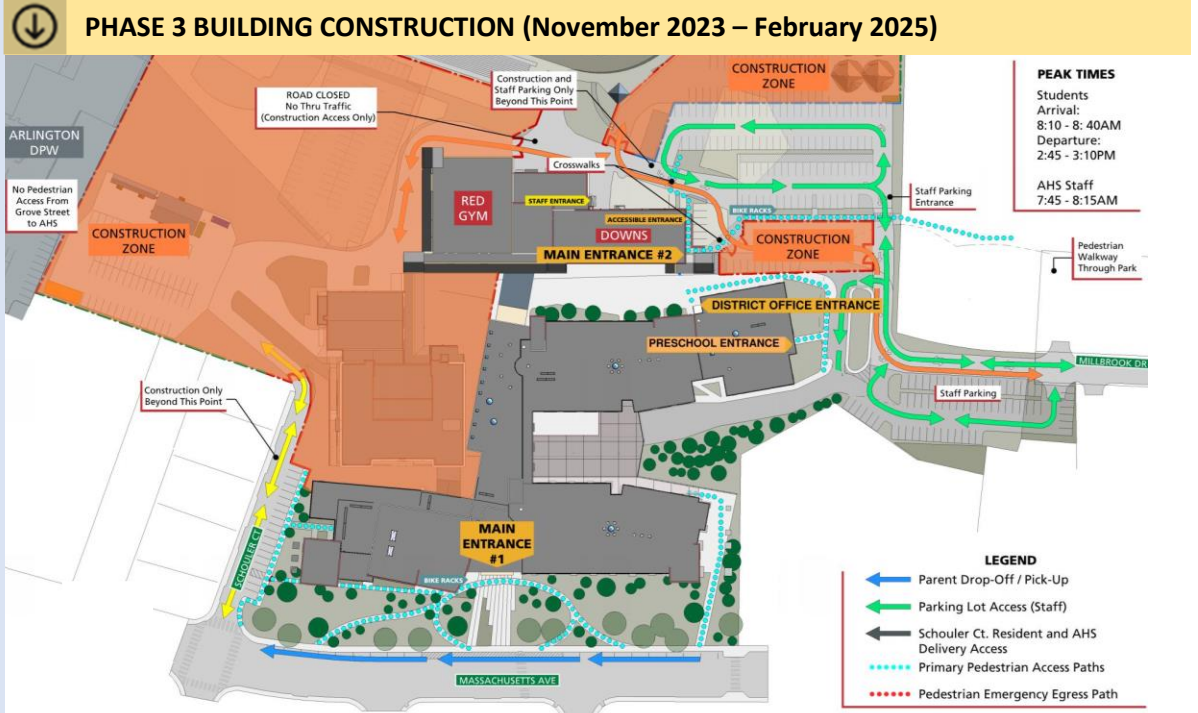 PHASE 3 BUILDING CONSTRUCTION (November 2023 – February 2025)
ROAD CLOSED
No Thru Traffic
(Construction Access Only)
Construction and
Staff Parking Only
Beyond This Point
CONSTRUCTION
ZONE
PEAK TIMES
Students
Arrival:
8:10 - 8: 40AM
Departure:
2:45 - 3:10PM
AHS Staff
7:45 - 8:15AM
ARLINGTON
DPW
No Pedestrian
Access From
Grove Street
to AHS
CONSTRUCTION
ZONE
Crosswalks
RED
GYM
STAFF ENTRANCE
ACCESSIBLE ENTRANCE
DOWNS
MAIN ENTRANCE #2
BIKE RACKS
CONSTRUCTION
ZONE
Staff Parking
Entrance
Pedestrian
Walkway
Through Park
DISTRICT OFFICE ENTRANCE
PRESCHOOL ENTRANCE
MILLBROOK DR
Staff Parking
Construction Only
Beyond This Point
SCHOULER CT
MAIN
ENTRANCE
#1
BIKE RACKS
MASSACHUSETTS AVE
LEGEND
Parent Drop-Off / Pick-Up
Parking Lot Access (Staff)
Schouler Ct. Resident and AHS
Delivery Access
Primary Pedestrian Access Paths
Pedestrian Emergency Egress Path